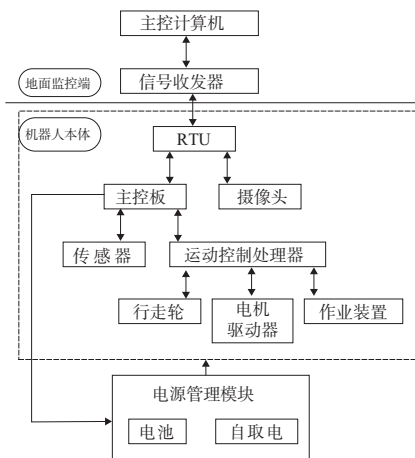 主控计算机
地面监控端
信号收发器
机器人本体
RTU
主控板
摄像头
传感器
运动控制处理器
行走轮
电机
驱动器
作业装置
电源管理模块
电池
自取电